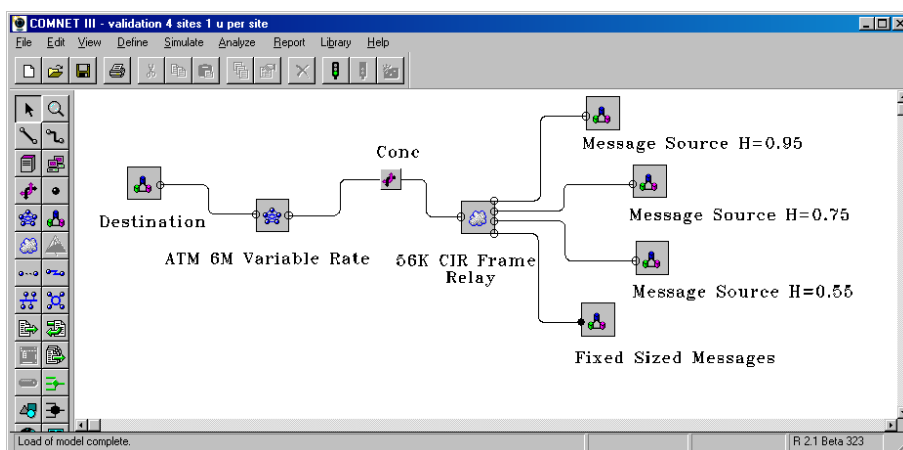 COMNET III - validation 4 sites 1 u per site
File Edit View Define Simulate Analyze Report Library Help
Message Source H=0.95
Conc
Destination
Message Source H=0.75
ATM 6M Variable Rate
56K CIR Frame
Relay
Message Source H=0.55
Fixed Sized Messages
Load of model complete.
R 2.1 Beta 323